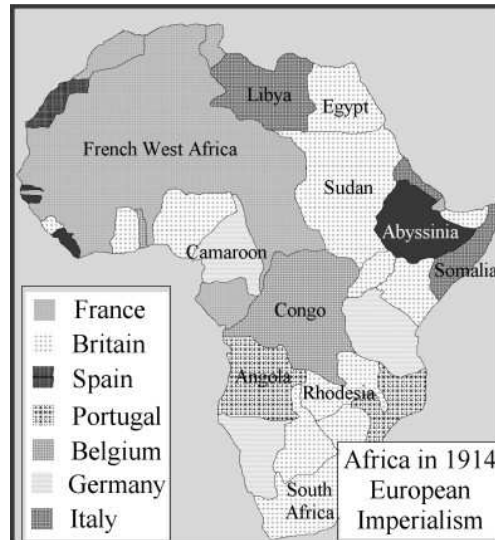 Libya
Egypt
French West Africa
Sudan
Abyssinia
Camaroon
Somalia
Congo
Angola
Rhodesia
South
Africa
France
Britain
Spain
Portugal
Belgium
Germany
Italy
Africa in 1914
European
Imperialism